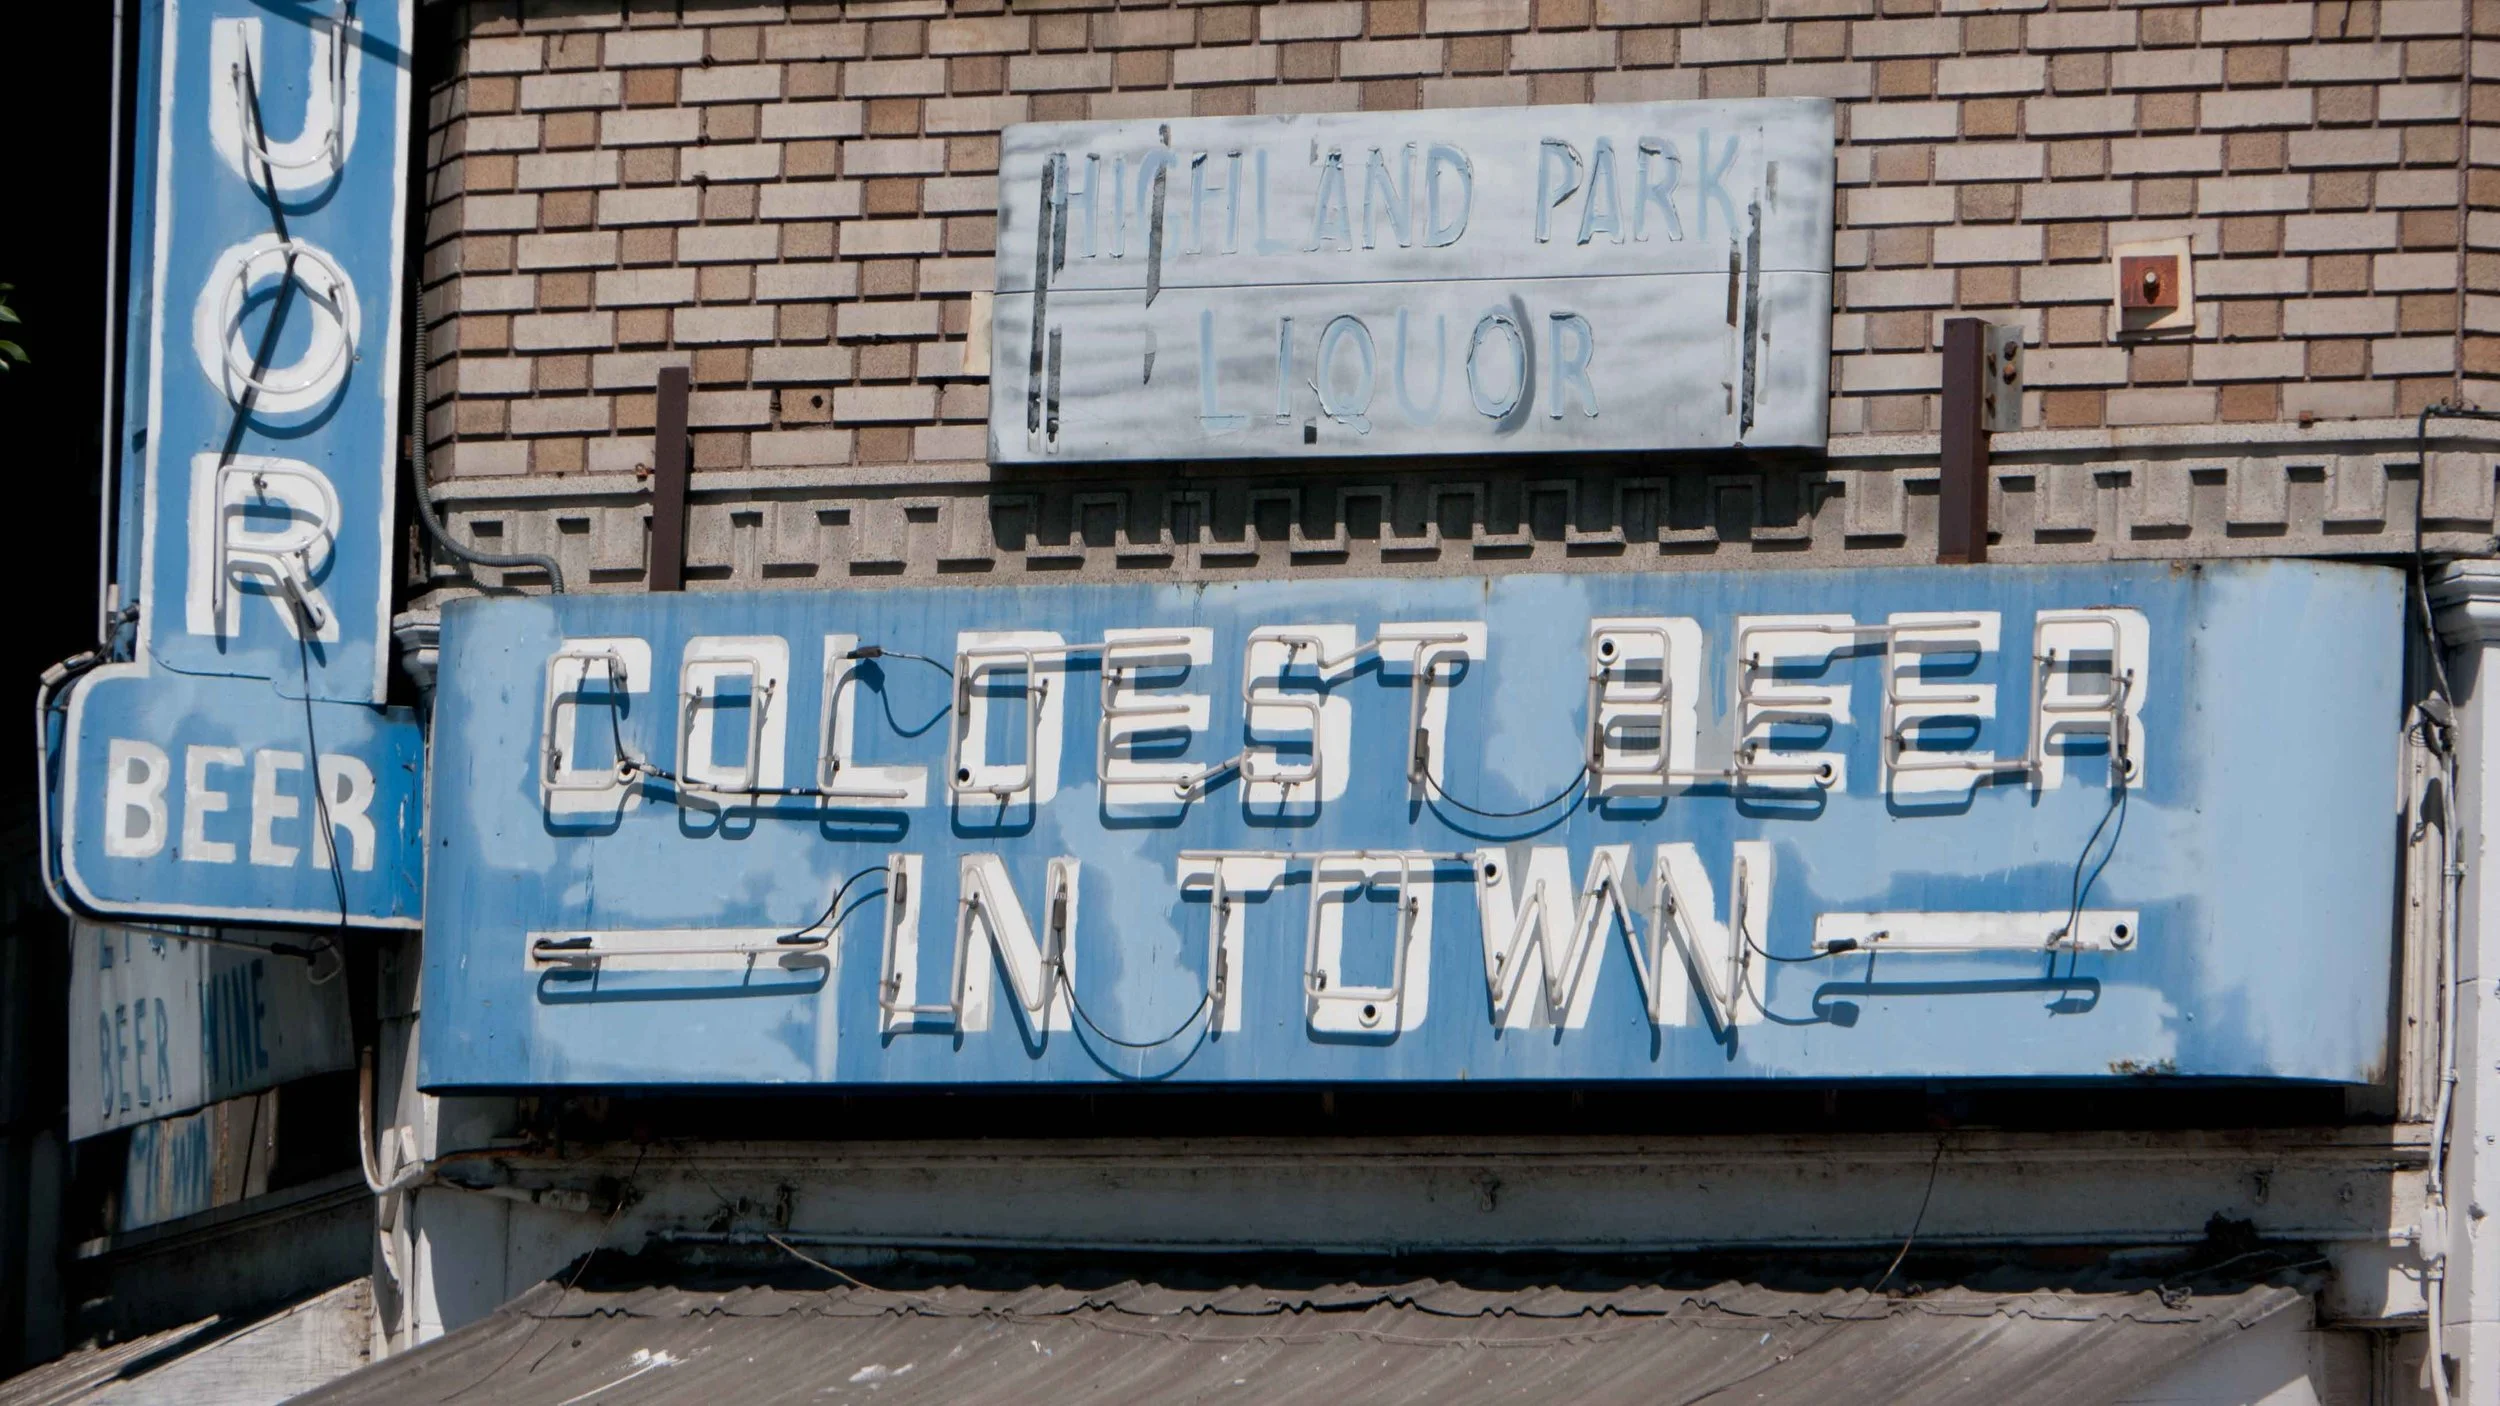 UOR
BEER
HIGHLAND PARK
LIQUOR
COLDEST BEER
IN TOWN
BEER WINE